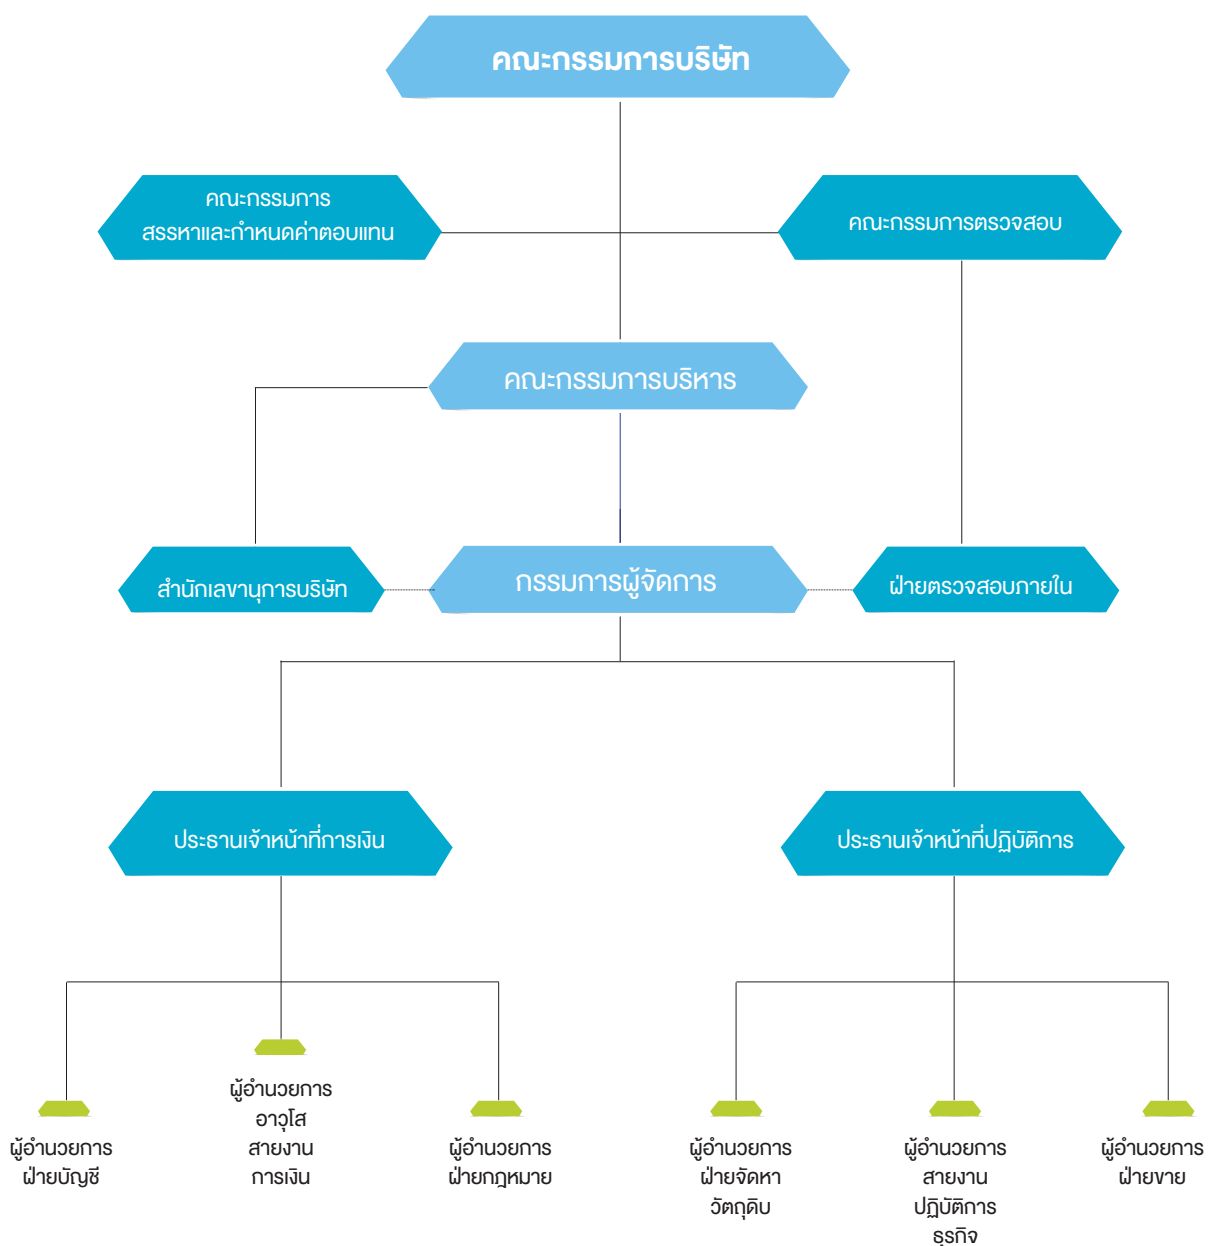 คณะกรรมการบริษัท
คณะกรรมการ
สรรหาและกำหนดค่าตอบแทน
คณะกรรมการตรวจสอบ
คณะกรรมการบริหาร
สำนักเลขานุการบริษัท
กรรมการผู้จัดการ
ฝ่ายตรวจสอบภายใน
ประธานเจ้าหน้าที่การเงิน
ประธานเจ้าหน้าที่ปฏิบัติการ
ผู้อำนวยการ
ฝ่ายบัญชี
ผู้อำนวยการ
อาวุโส
สายงาน
การเงิน
ผู้อำนวยการ
ฝ่ายกฎหมาย
ผู้อำนวยการ
ฝ่ายจัดหา
วัตถุดิบ
ผู้อำนวยการ
สายงาน
ปฏิบัติการ
ธุรกิจ
ผู้อำนวยการ
ฝ่ายขาย